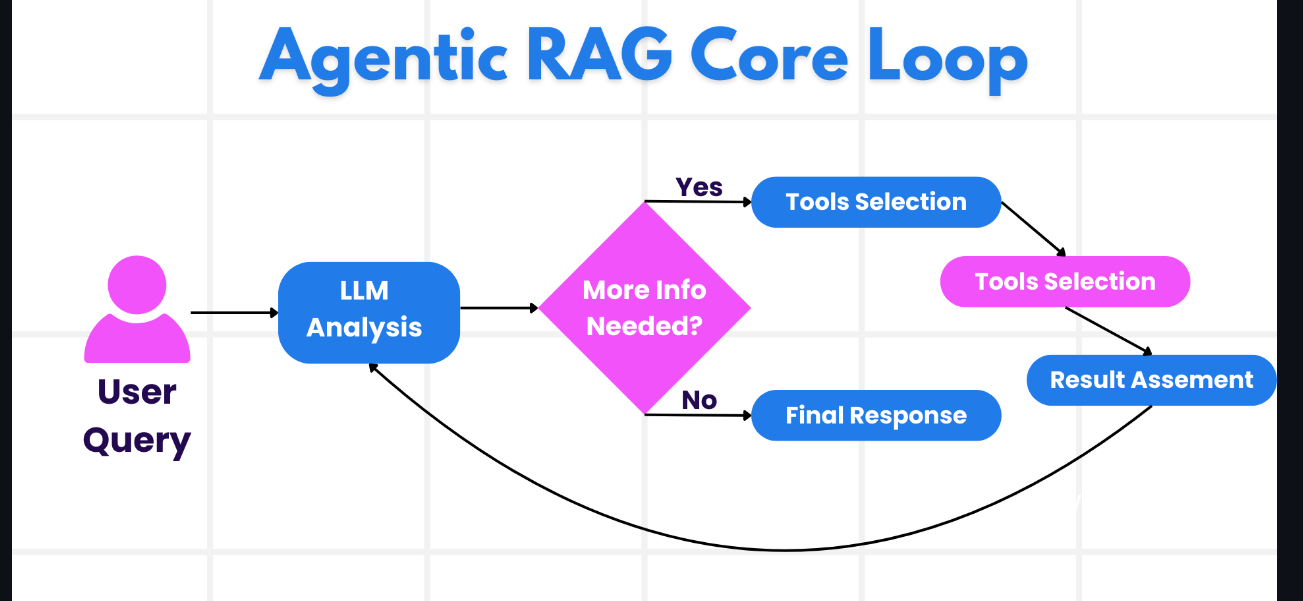 Agentic RAG Core Loop
Yes
Tools Selection
Tools Selection
LLM
Analysis
More Info
Needed?
Result Assement
User
Query
No
Final Response